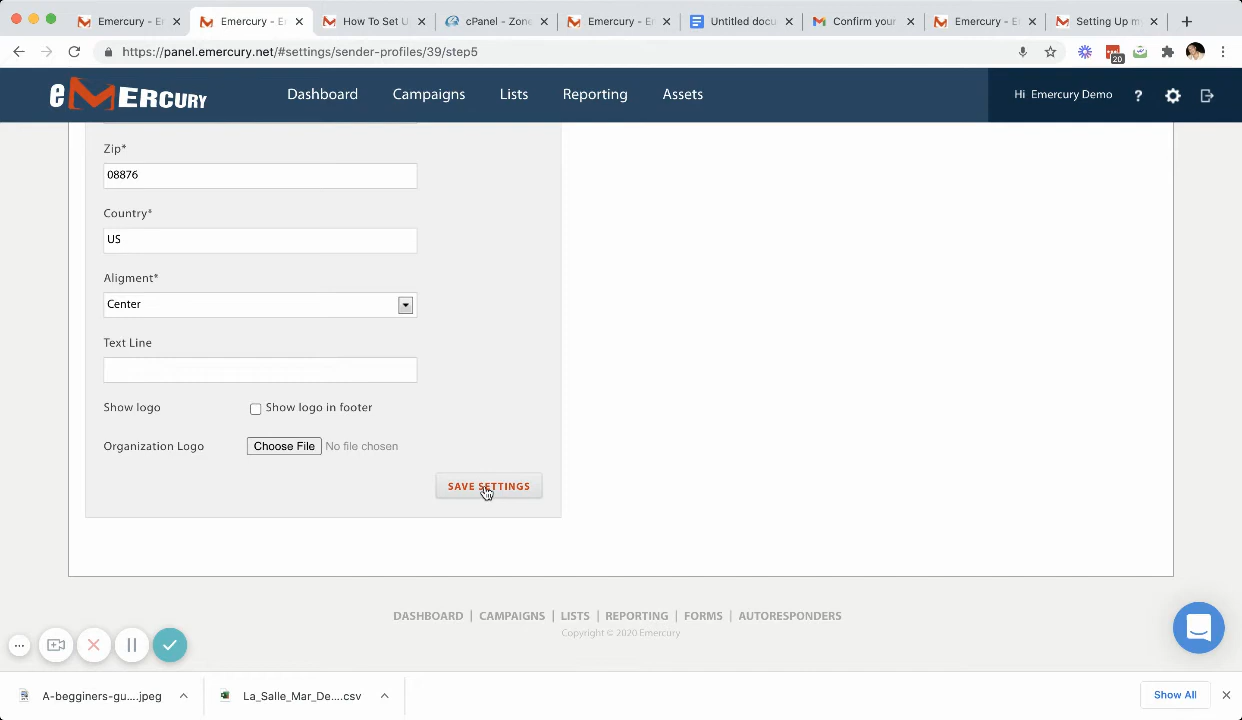 Emercury - E
Emercury - E
How To Set U
cPanel - Zone
Emercury - E
Untitled docu
Confirm your
Emercury - E
Setting Up m
https://panel.emercury.net/#settings/sender-profiles/39/step5
20
eMERCURY
Dashboard
Campaigns
Lists
Reporting
Assets
Hi Emercury Demo
?
Zip*
08876
Country*
US
Aligment*
Center
Text Line
Show logo
Show logo in footer
Organization Logo
Choose File
No file chosen
SAVE SETTINGS
DASHBOARD | CAMPAIGNS | LISTS | REPORTING | FORMS | AUTORESPONDERS
Copyright © 2020 Emercury
A-begginers-gu....jpeg
La_Salle_Mar_De....csv
Show All